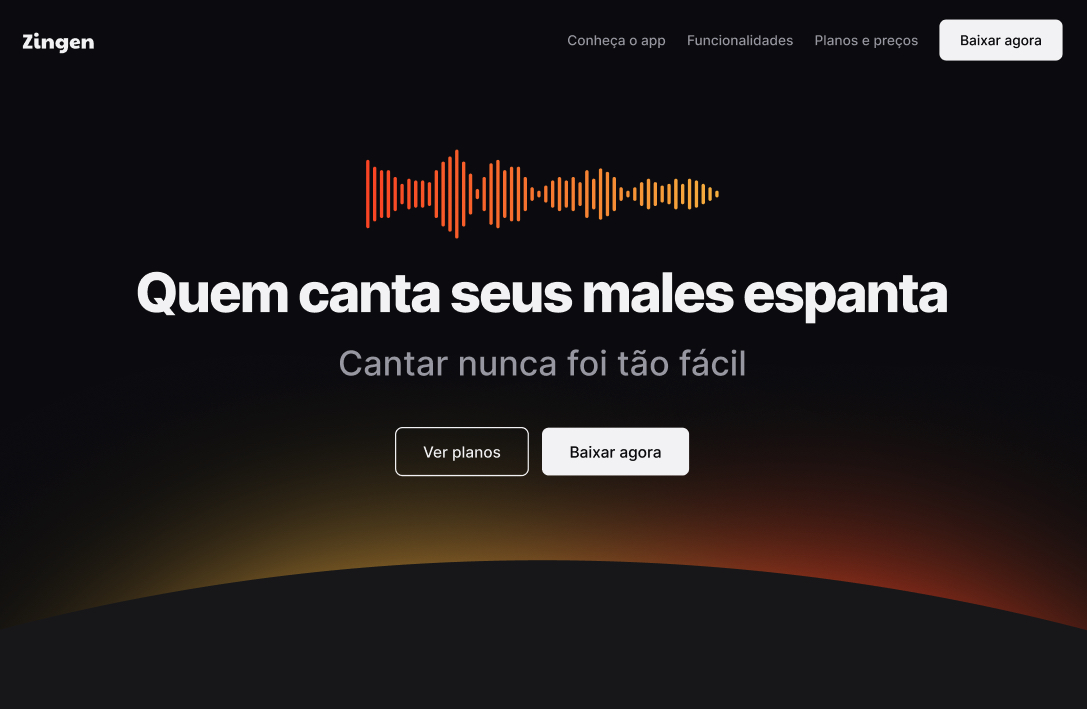 Zingen
Conheça o app
Funcionalidades
Planos e preços
Baixar agora
Quem canta seus males espanta
Cantar nunca foi tão fácil
Ver planos
Baixar agora